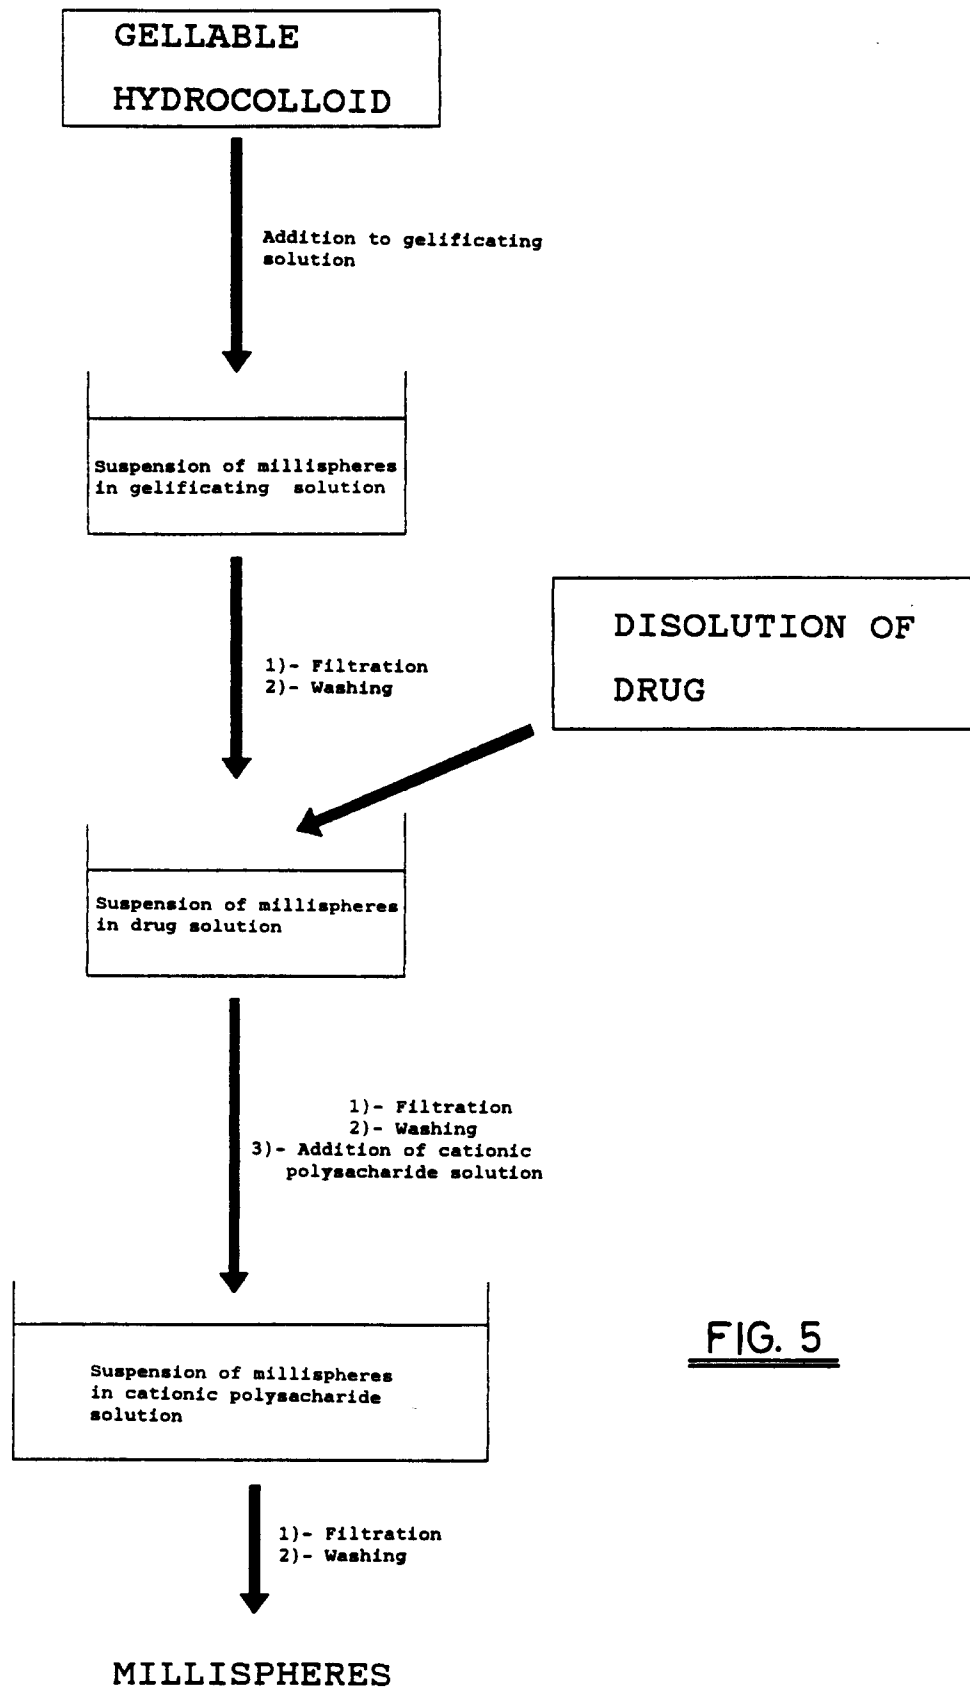 GELLABLE
HYDROCOLLOID
Addition to gelificating
solution
Suspension of millispheres
in gelificating solution
1)- Filtration
2)- Washing
DISOLUTION OF
DRUG
Suspension of millispheres
in drug solution
1)- Filtration
2)- Washing
3)- Addition of cationic
polysacharide solution
Suspension of millispheres
in cationic polysacharide
solution
FIG. 5
1)- Filtration
2)- Washing
MILLISPHERES